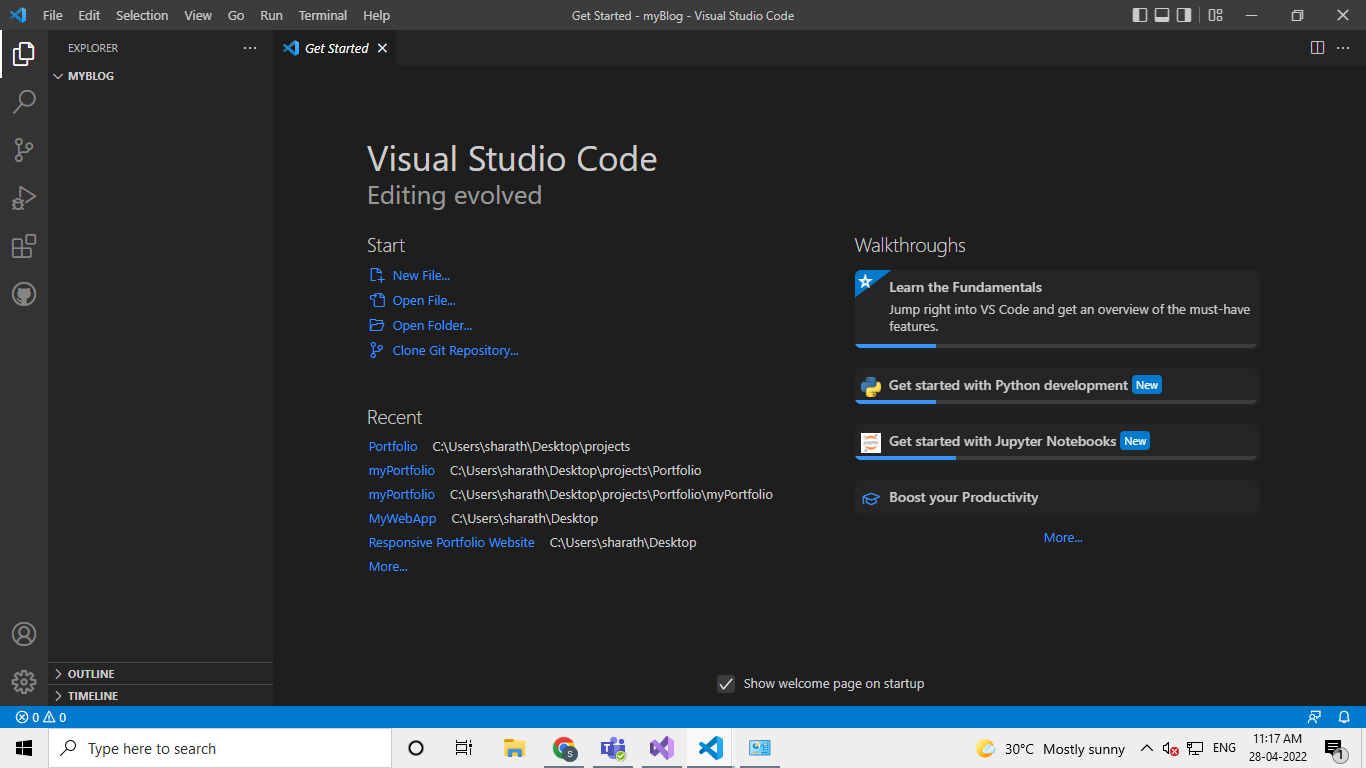 File Edit Selection View Go Run Terminal Help
Get Started - myBlog - Visual Studio Code
EXPLORER
MYBLOG
OUTLINE
TIMELINE
Get Started
Visual Studio Code
Editing evolved
Start
New File...
Open File...
Open Folder...
Clone Git Repository...
Recent
Portfolio C:\Users\sharath\Desktop\projects
myPortfolio C:\Users\sharath\Desktop\projects\Portfolio
myPortfolio C:\Users\sharath\Desktop\projects\Portfolio\myPortfolio
MyWebApp C:\Users\sharath\Desktop
Responsive Portfolio Website C:\Users\sharath\Desktop
More...
Walkthroughs
Learn the Fundamentals
Jump right into VS Code and get an overview of the must-have
features.
Get started with Python development New
Get started with Jupyter Notebooks New
Boost your Productivity
More...
Show welcome page on startup
0 0
Type here to search
S
30°C Mostly sunny
ENG
11:17 AM
28-04-2022
1